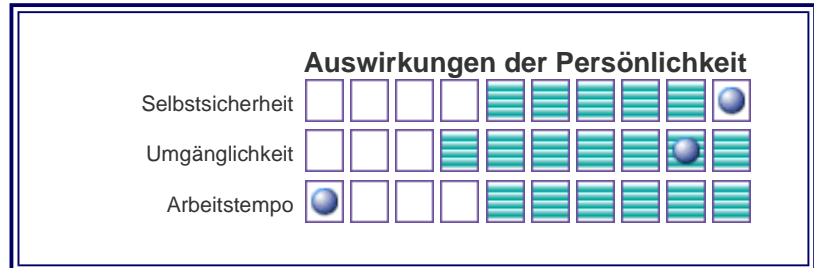 Auswirkungen der Persönlichkeit
Selbstsicherheit
Umgänglichkeit
Arbeitstempo